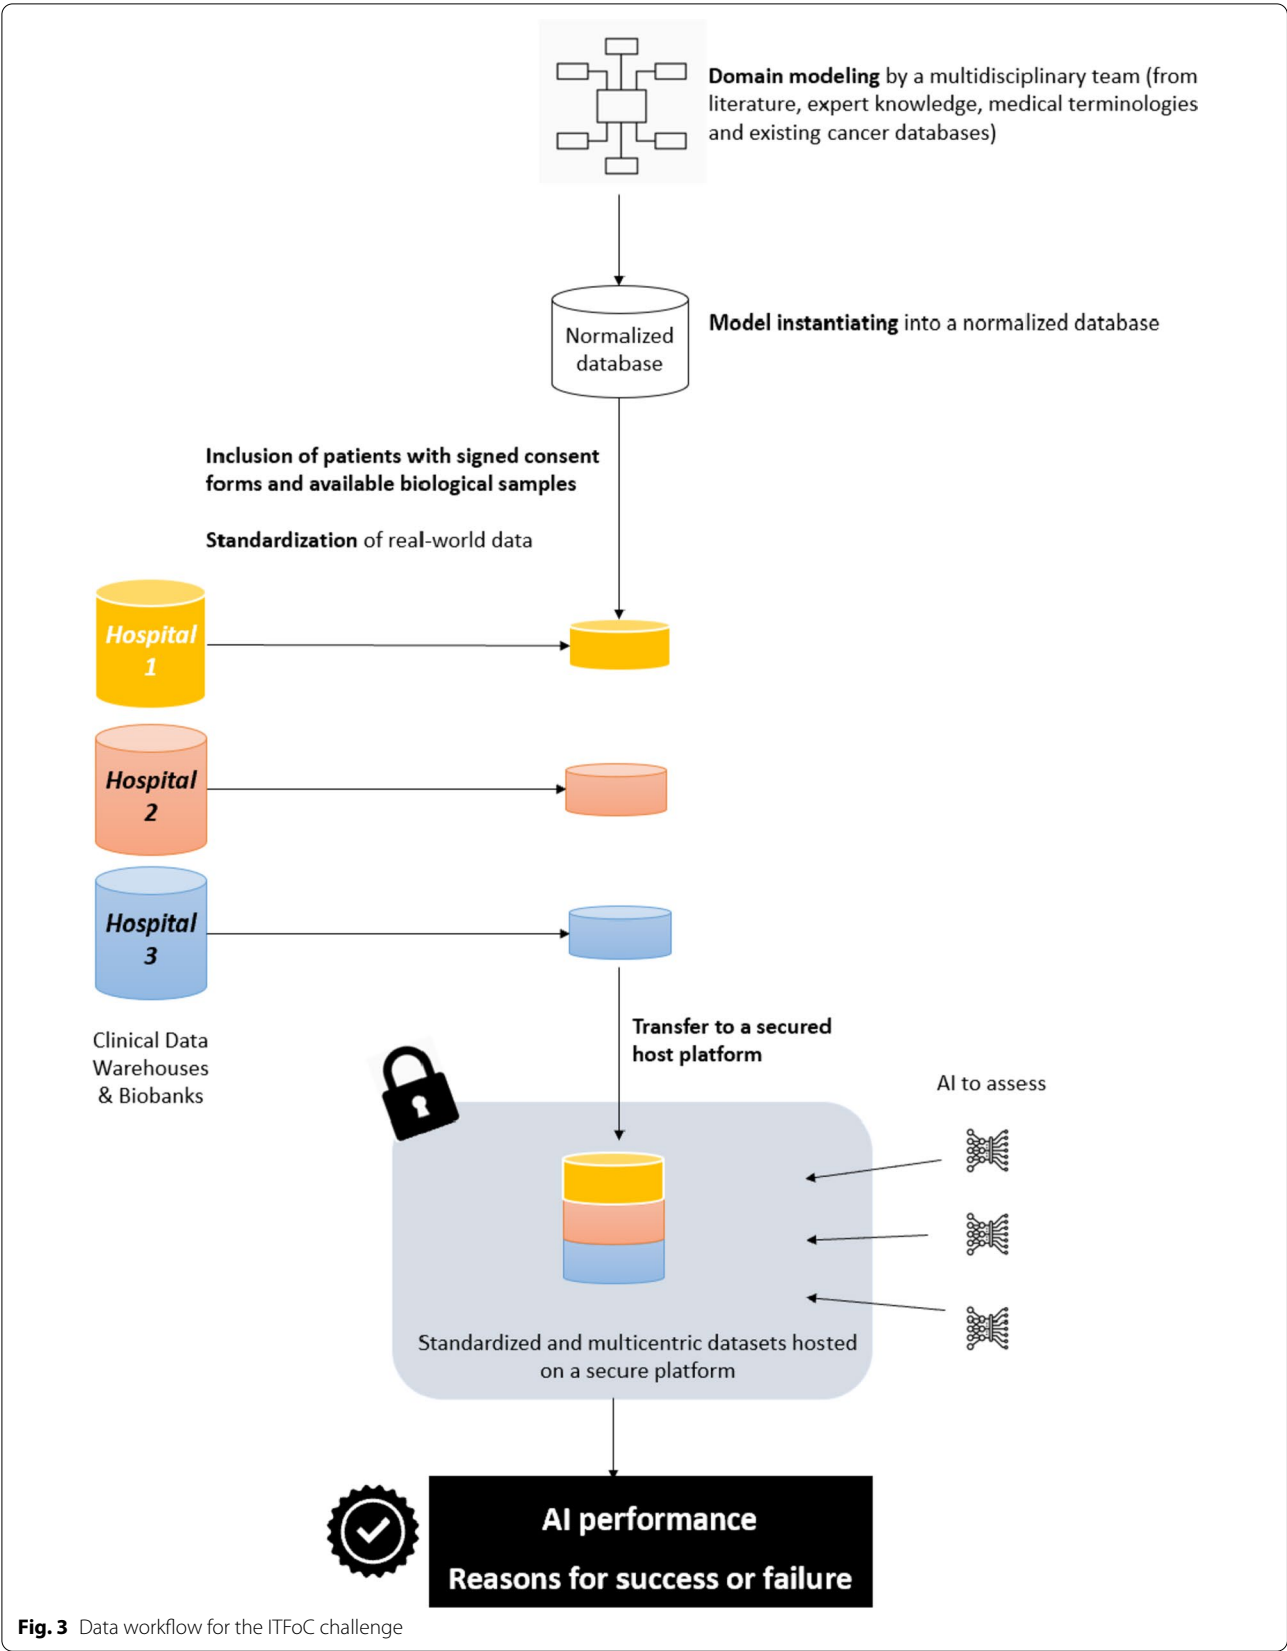 Domain modeling by a multidisciplinary team (from
literature, expert knowledge, medical terminologies
and existing cancer databases)
Normalized
database
Model instantiating into a normalized database
Inclusion of patients with signed consent
forms and available biological samples
Standardization of real-world data
Hospital
1
Hospital
2
Hospital
3
Clinical Data
Warehouses
& Biobanks
Transfer to a secured
host platform
AI to assess
Standardized and multicentric datasets hosted
on a secure platform
AI performance
Reasons for success or failure
Fig. 3 Data workflow for the ITFoC challenge